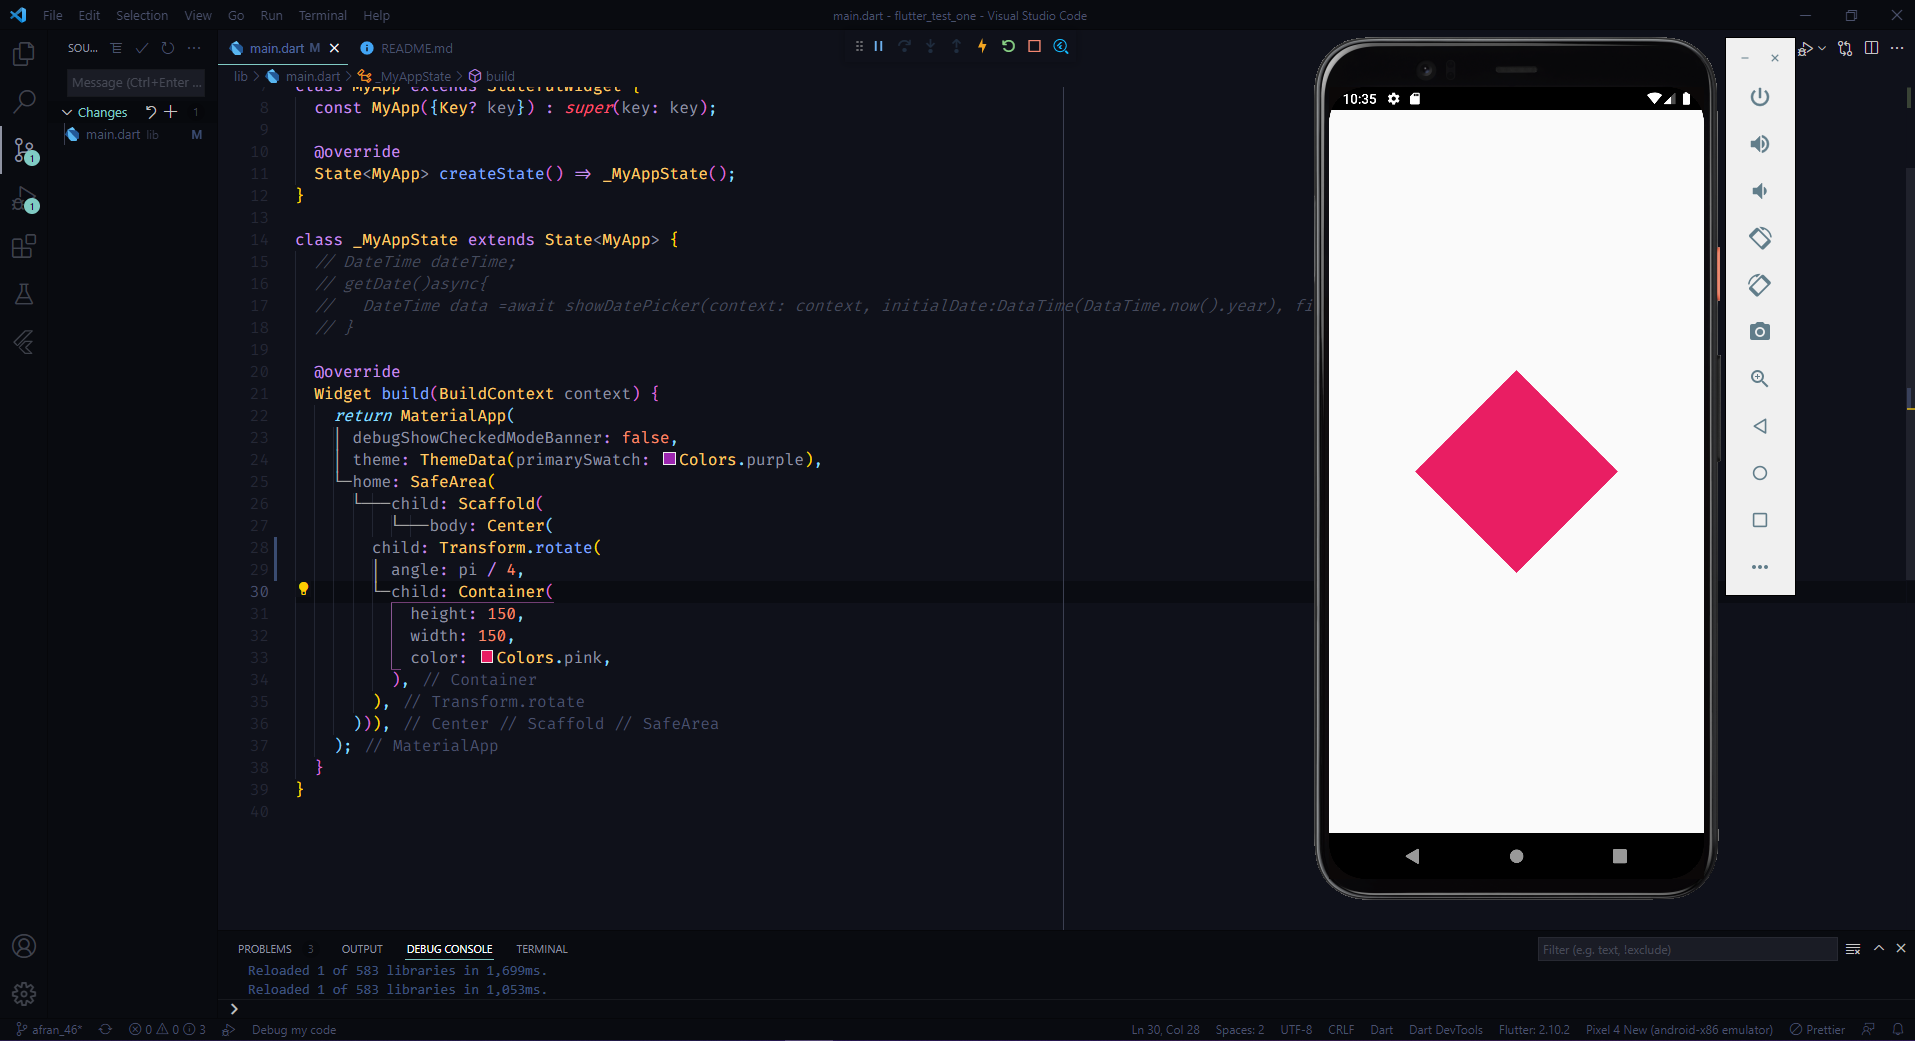 File Edit Selection View Go Run Terminal Help
main.dart - flutter_test_one - Visual Studio Code
SOU...
Message (Ctrl+Enter ...
Changes 1
main.dart lib M
1
1
main.dart M README.md
lib > main.dart > _MyAppState > build
class MyApp extends StatefulWidget {
8 const MyApp({Key? key}) : super(key: key);
9
10 @override
11 State<MyApp> createState() => _MyAppState();
12 }
13
14 class _MyAppState extends State<MyApp> {
15 // DateTime dateTime;
16 // getDate()async{
17 // DateTime data =await showDatePicker(context: context, initialDate:DataTime(DataTime.now().year), fi
18 // }
19
20 @override
21 Widget build(BuildContext context) {
22 return MaterialApp(
23 debugShowCheckedModeBanner: false,
24 theme: ThemeData(primarySwatch: Colors.purple),
25 home: SafeArea(
26 child: Scaffold(
27 body: Center(
28 child: Transform.rotate(
29 angle: pi / 4,
30 child: Container(
31 height: 150,
32 width: 150,
33 color: Colors.pink,
34 ), // Container
35 ), // Transform.rotate
36 ))), // Center // Scaffold // SafeArea
37 ); // MaterialApp
38 }
39 }
40
10:35
PROBLEMS 3 OUTPUT DEBUG CONSOLE TERMINAL
Filter (e.g. text, !exclude)
Reloaded 1 of 583 libraries in 1,699ms.
Reloaded 1 of 583 libraries in 1,053ms.
>
afran_46* 0 0 3 Debug my code
Ln 30, Col 28 Spaces: 2 UTF-8 CRLF Dart Dart DevTools Flutter: 2.10.2 Pixel 4 New (android-x86 emulator) Prettier